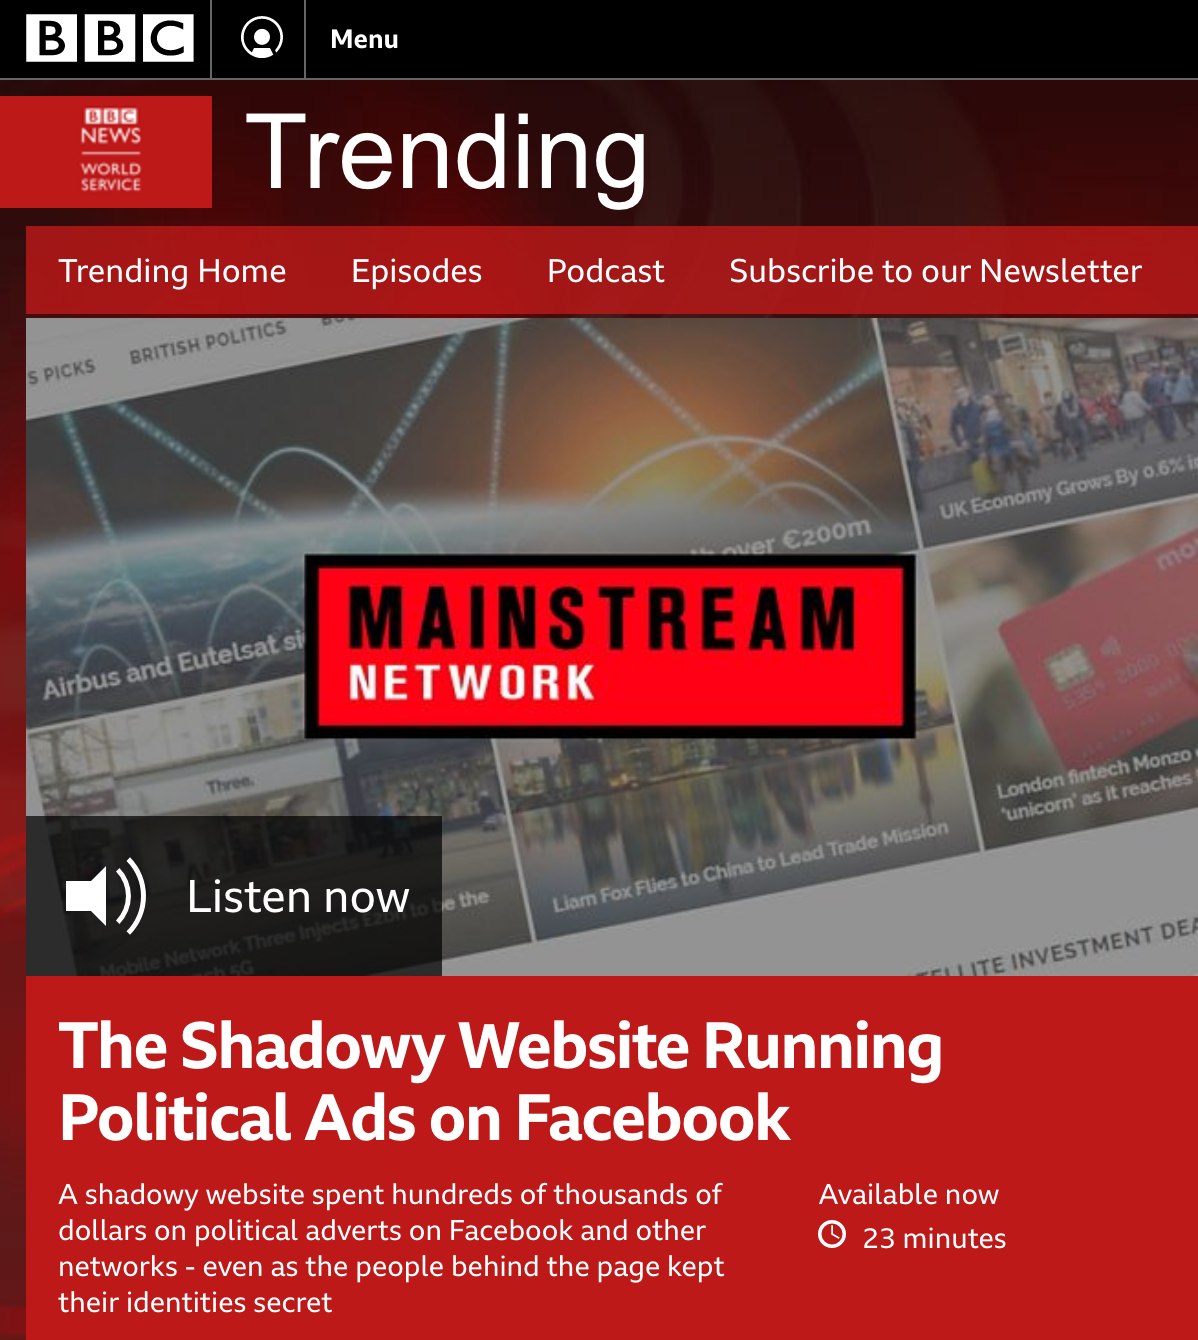 BBC
Menu
BBC
NEWS
WORLD
SERVICE
Trending
Trending Home
Episodes
Podcast
Subscribe to our Newsletter
S PICKS
BRITISH POLITICS
over €200m
UK Economy Grows By 0.6% i
Airbus and Eutelsat si
MAINSTREAM
NETWORK
mo
Three.
London fintech Monzo
'unicorn' as it reaches
Liam Fox Flies to China to Lead Trade Mission
Mobile Network Three Injects £2bn to be the
ch 5G
TELLITE INVESTMENT DEA
Listen now
The Shadowy Website Running
Political Ads on Facebook
A shadowy website spent hundreds of thousands of
dollars on political adverts on Facebook and other
networks - even as the people behind the page kept
their identities secret
Available now
23 minutes